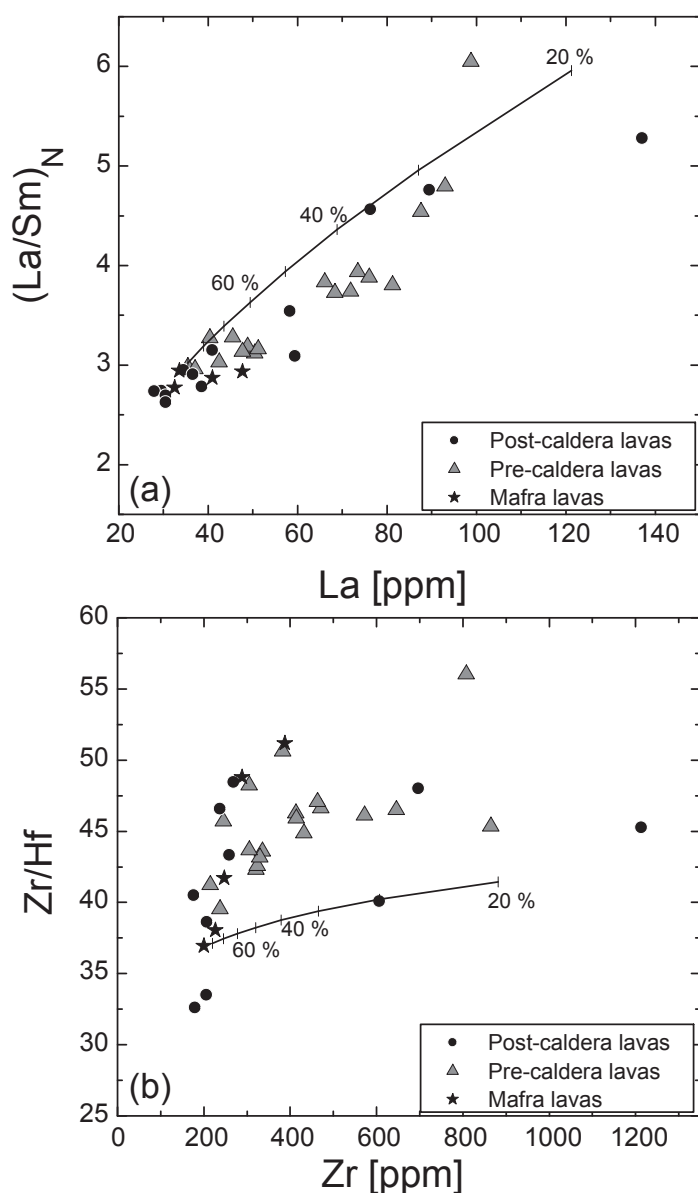 6
5
4
3
2
(La/Sm)N
20 %
40 %
60 %
(a)
Post-caldera lavas
Pre-caldera lavas
Mafra lavas
20 40 60 80 100 120 140
La [ppm]
60
55
50
45
40
35
30
25
Zr/Hf
20 %
40 %
60 %
(b)
Post-caldera lavas
Pre-caldera lavas
Mafra lavas
0 200 400 600 800 1000 1200
Zr [ppm]